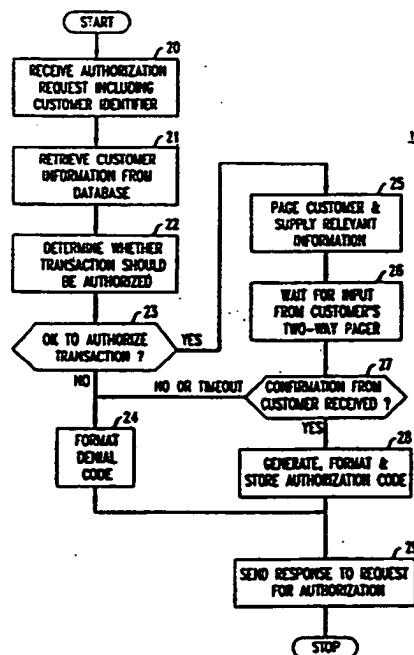 START
20
RECEIVE AUTHORIZATION
REQUEST INCLUDING
CUSTOMER IDENTIFIER
21
RETRIEVE CUSTOMER
INFORMATION FROM
DATABASE
22
DETERMINE WHETHER
TRANSACTION SHOULD
BE AUTHORIZED
23
OK TO AUTHORIZE
TRANSACTION ?
YES
NO
24
FORMAT
DENIAL
CODE
25
PAGE CUSTOMER &
SUPPLY RELEVANT
INFORMATION
26
WAIT FOR INPUT
FROM CUSTOMER'S
TWO-WAY PAGER
27
CONFIRMATION FROM
CUSTOMER RECEIVED ?
NO OR TIMEOUT
YES
28
GENERATE, FORMAT &
STORE AUTHORIZATION CODE
29
SEND RESPONSE TO REQUEST
FOR AUTHORIZATION
STOP